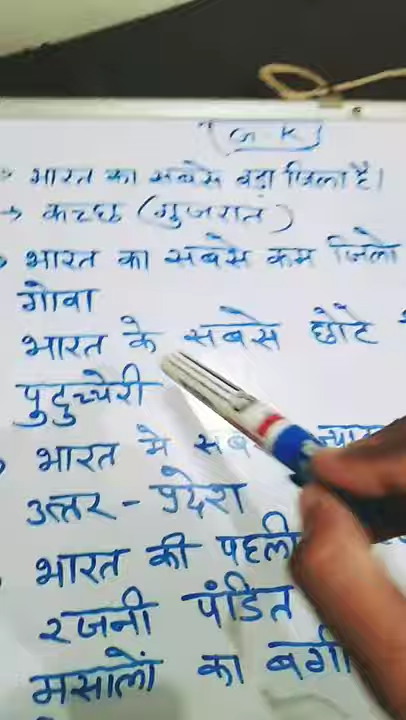 (G K)
भारत का सबसे बड़ा जिला है।
→ कच्छ (गुजरात)
भारत का सबसे कम जिले
गोवा
भारत के सबसे छोटे
पुदुच्चेरी
भारत मे
उत्तर - प्रदेश
भारत की पहली
रजनी पंडित
मसालों का